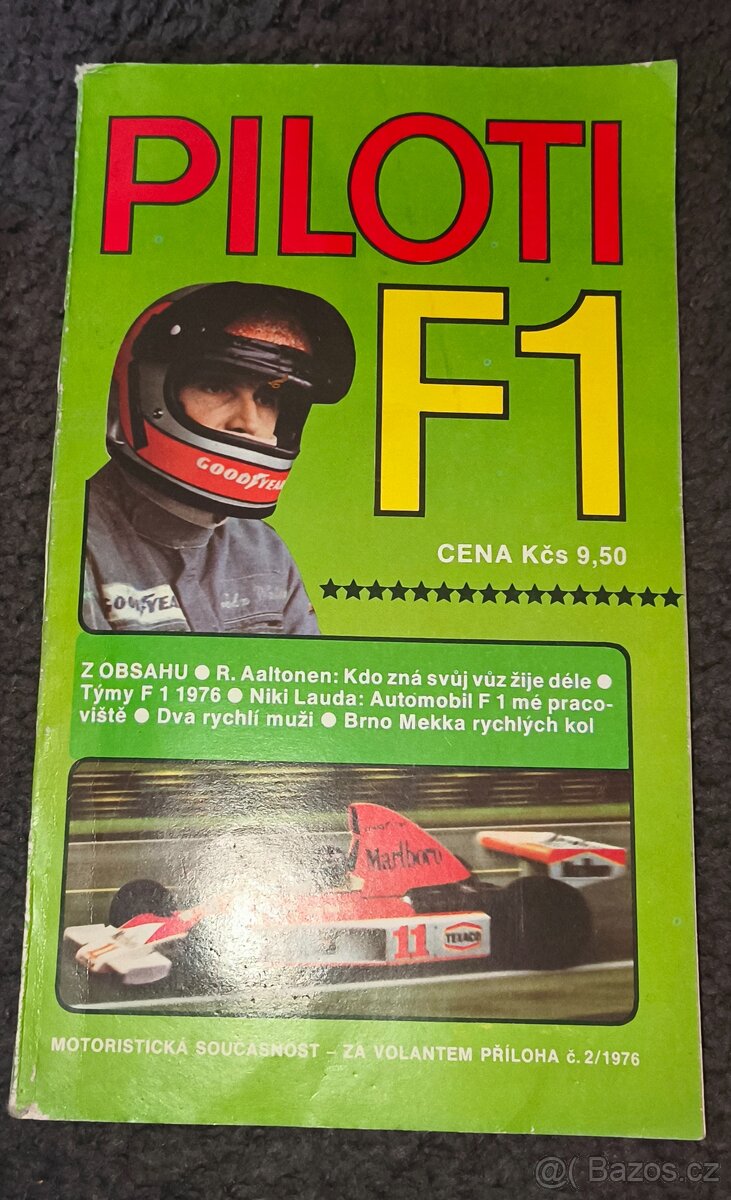 PILOTI
F1
GOODYEAR
CENA Kčs 9,50
Z OBSAHU ● R. Aaltonen: Kdo zná svůj vůz žije déle ●
Týmy F 1 1976 ● Niki Lauda: Automobil F 1 mé praco-
viště ● Dva rychlí muži ● Brno Mekka rychlých kol
Marlboro
11 TEXACO
MOTORISTICKÁ SOUČASNOST – ZA VOLANTEM PŘÍLOHA č. 2/1976
@( Bazos.cz